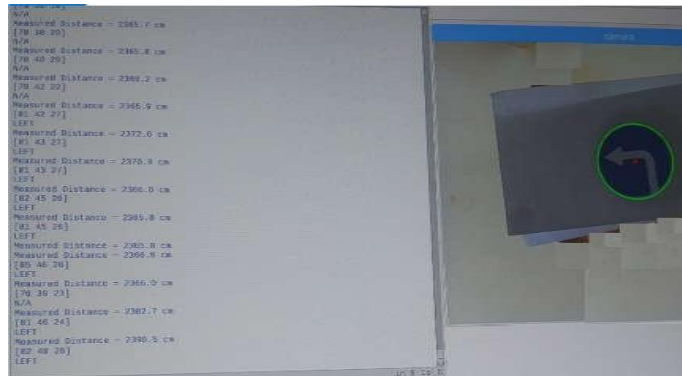 N/A
Measured Distance = 2365.7 cm
[78 38 20]
N/A
Measured Distance = 2365.8 cm
[78 40 20]
N/A
Measured Distance = 2366.2 cm
[79 42 22]
N/A
Measured Distance = 2365.9 cm
[81 42 27]
LEFT
Measured Distance = 2372.0 cm
[81 43 27]
LEFT
Measured Distance = 2370.9 cm
[81 43 27]
LEFT
Measured Distance = 2366.0 cm
[82 45 26]
LEFT
Measured Distance = 2365.8 cm
[81 45 26]
LEFT
Measured Distance = 2365.8 cm
Measured Distance = 2366.6 cm
[85 46 26]
LEFT
Measured Distance = 2366.9 cm
[78 39 23]
N/A
Measured Distance = 2382.7 cm
[81 46 24]
LEFT
Measured Distance = 2390.5 cm
[82 48 26]
LEFT
camera